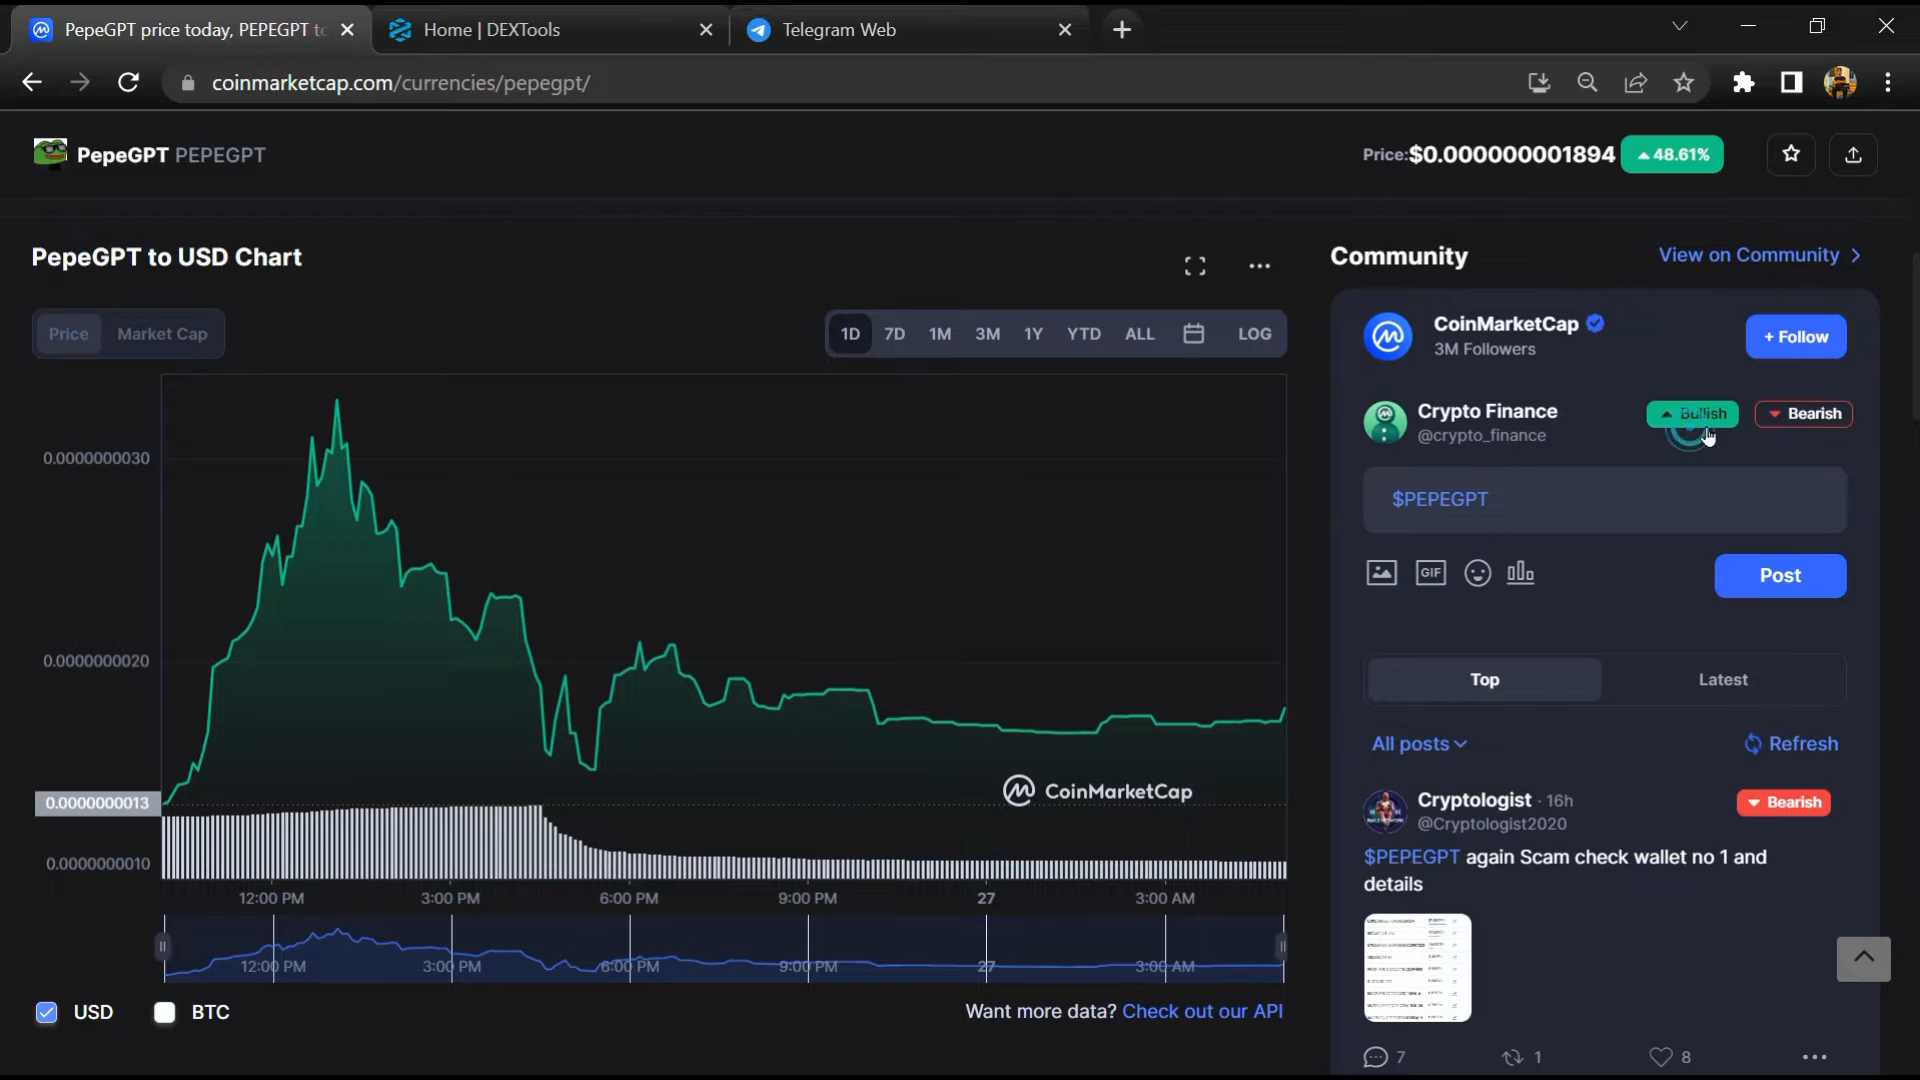 PepeGPT price today, PEPEGPT to
Home | DEXTools
Telegram Web
coinmarketcap.com/currencies/pepegpt/
PepeGPT PEPEGPT
Price:$0.000000001894
48.61%
PepeGPT to USD Chart
Price
Market Cap
1D
7D
1M
3M
1Y
YTD
ALL
LOG
0.0000000030
0.0000000020
0.0000000013
0.0000000010
CoinMarketCap
12:00 PM
3:00 PM
6:00 PM
9:00 PM
27
3:00 AM
12:00 PM
3:00 PM
6:00 PM
9:00 PM
27
3:00 AM
USD
BTC
Want more data? Check out our API
Community
View on Community
CoinMarketCap
3M Followers
+ Follow
Crypto Finance
@crypto_finance
Bullish
Bearish
$PEPEGPT
GIF
Post
Top
Latest
All posts
Refresh
Cryptologist · 16h
@Cryptologist2020
Bearish
$PEPEGPT again Scam check wallet no 1 and
details
7
1
8